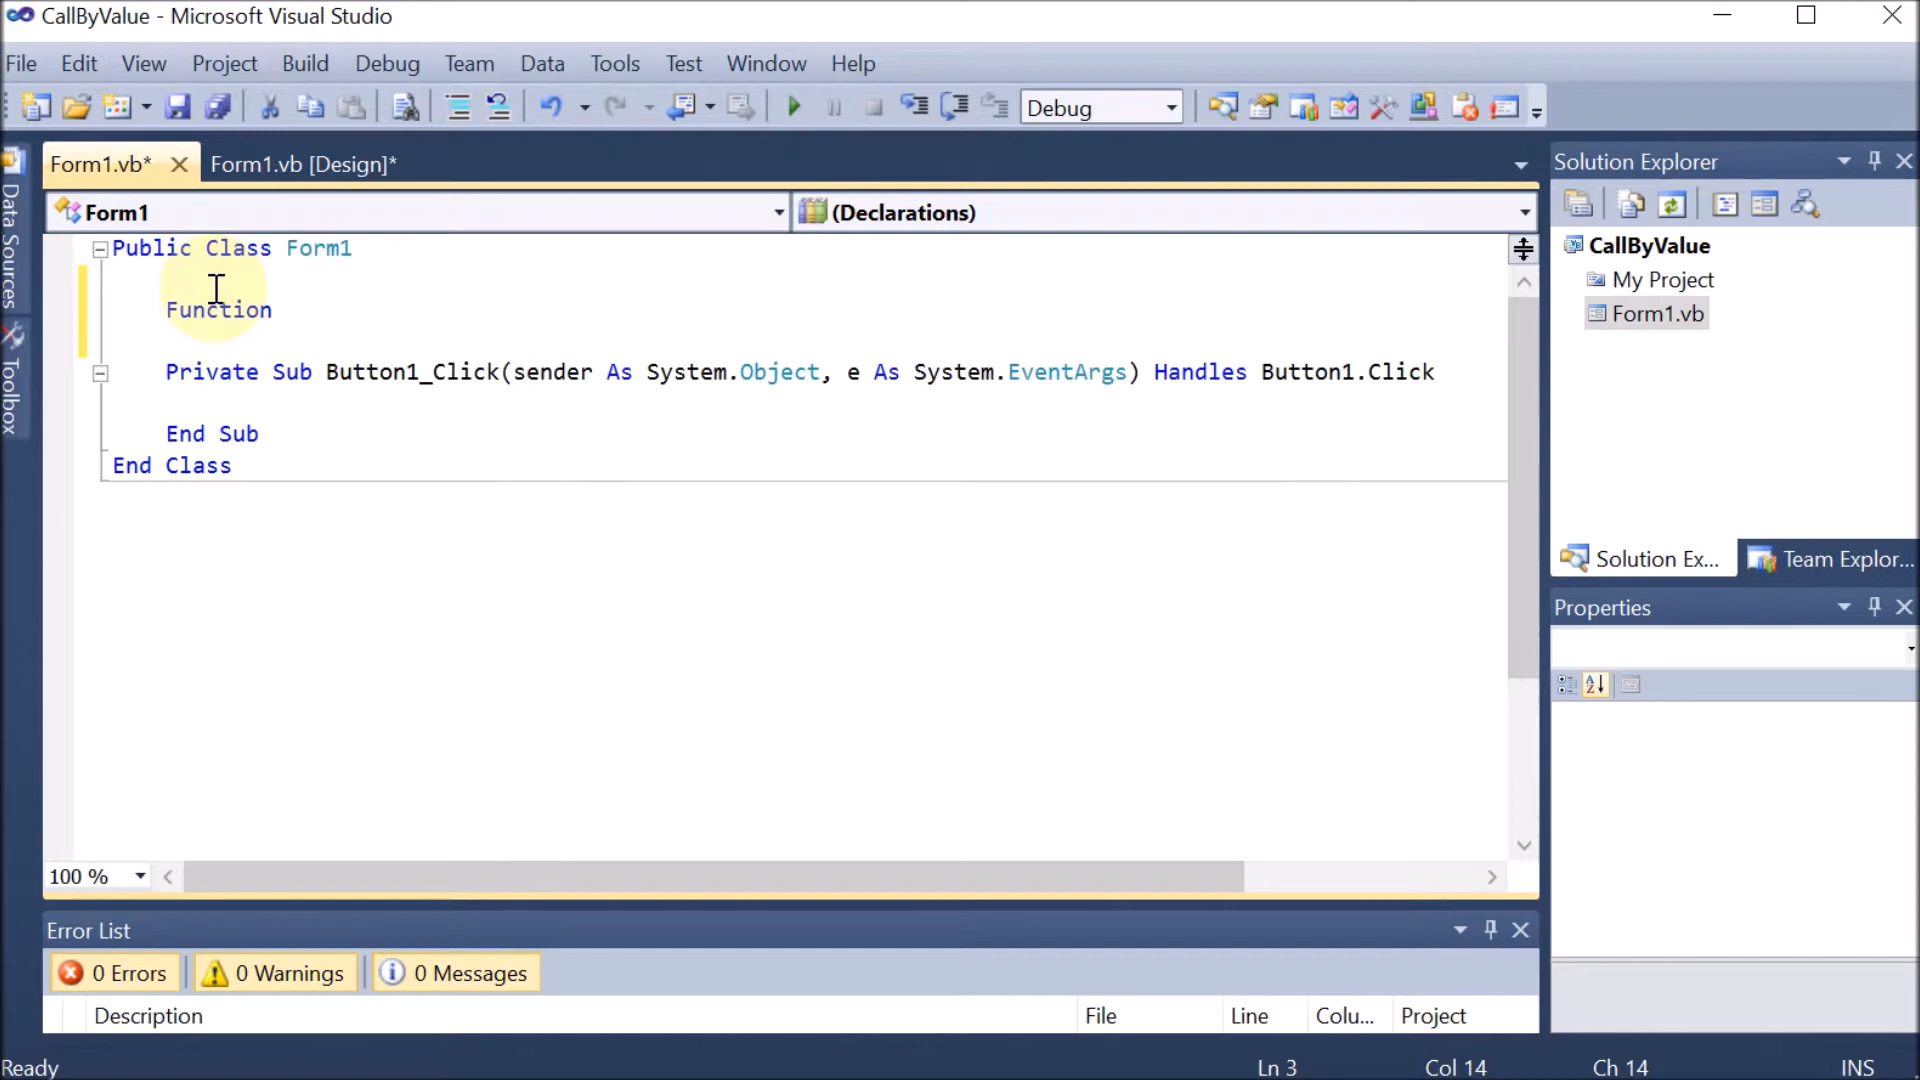 CallByValue - Microsoft Visual Studio
File Edit View Project Build Debug Team Data Tools Test Window Help
Debug
Data Sources
Toolbox
Form1.vb* Form1.vb [Design]*
Form1 (Declarations)
Public Class Form1
Function
Private Sub Button1_Click(sender As System.Object, e As System.EventArgs) Handles Button1.Click
End Sub
End Class
100 %
Solution Explorer
CallByValue
My Project
Form1.vb
Solution Ex... Team Explor...
Properties
Error List
0 Errors 0 Warnings 0 Messages
Description File Line Colu... Project
Ready Ln 3 Col 14 Ch 14 INS